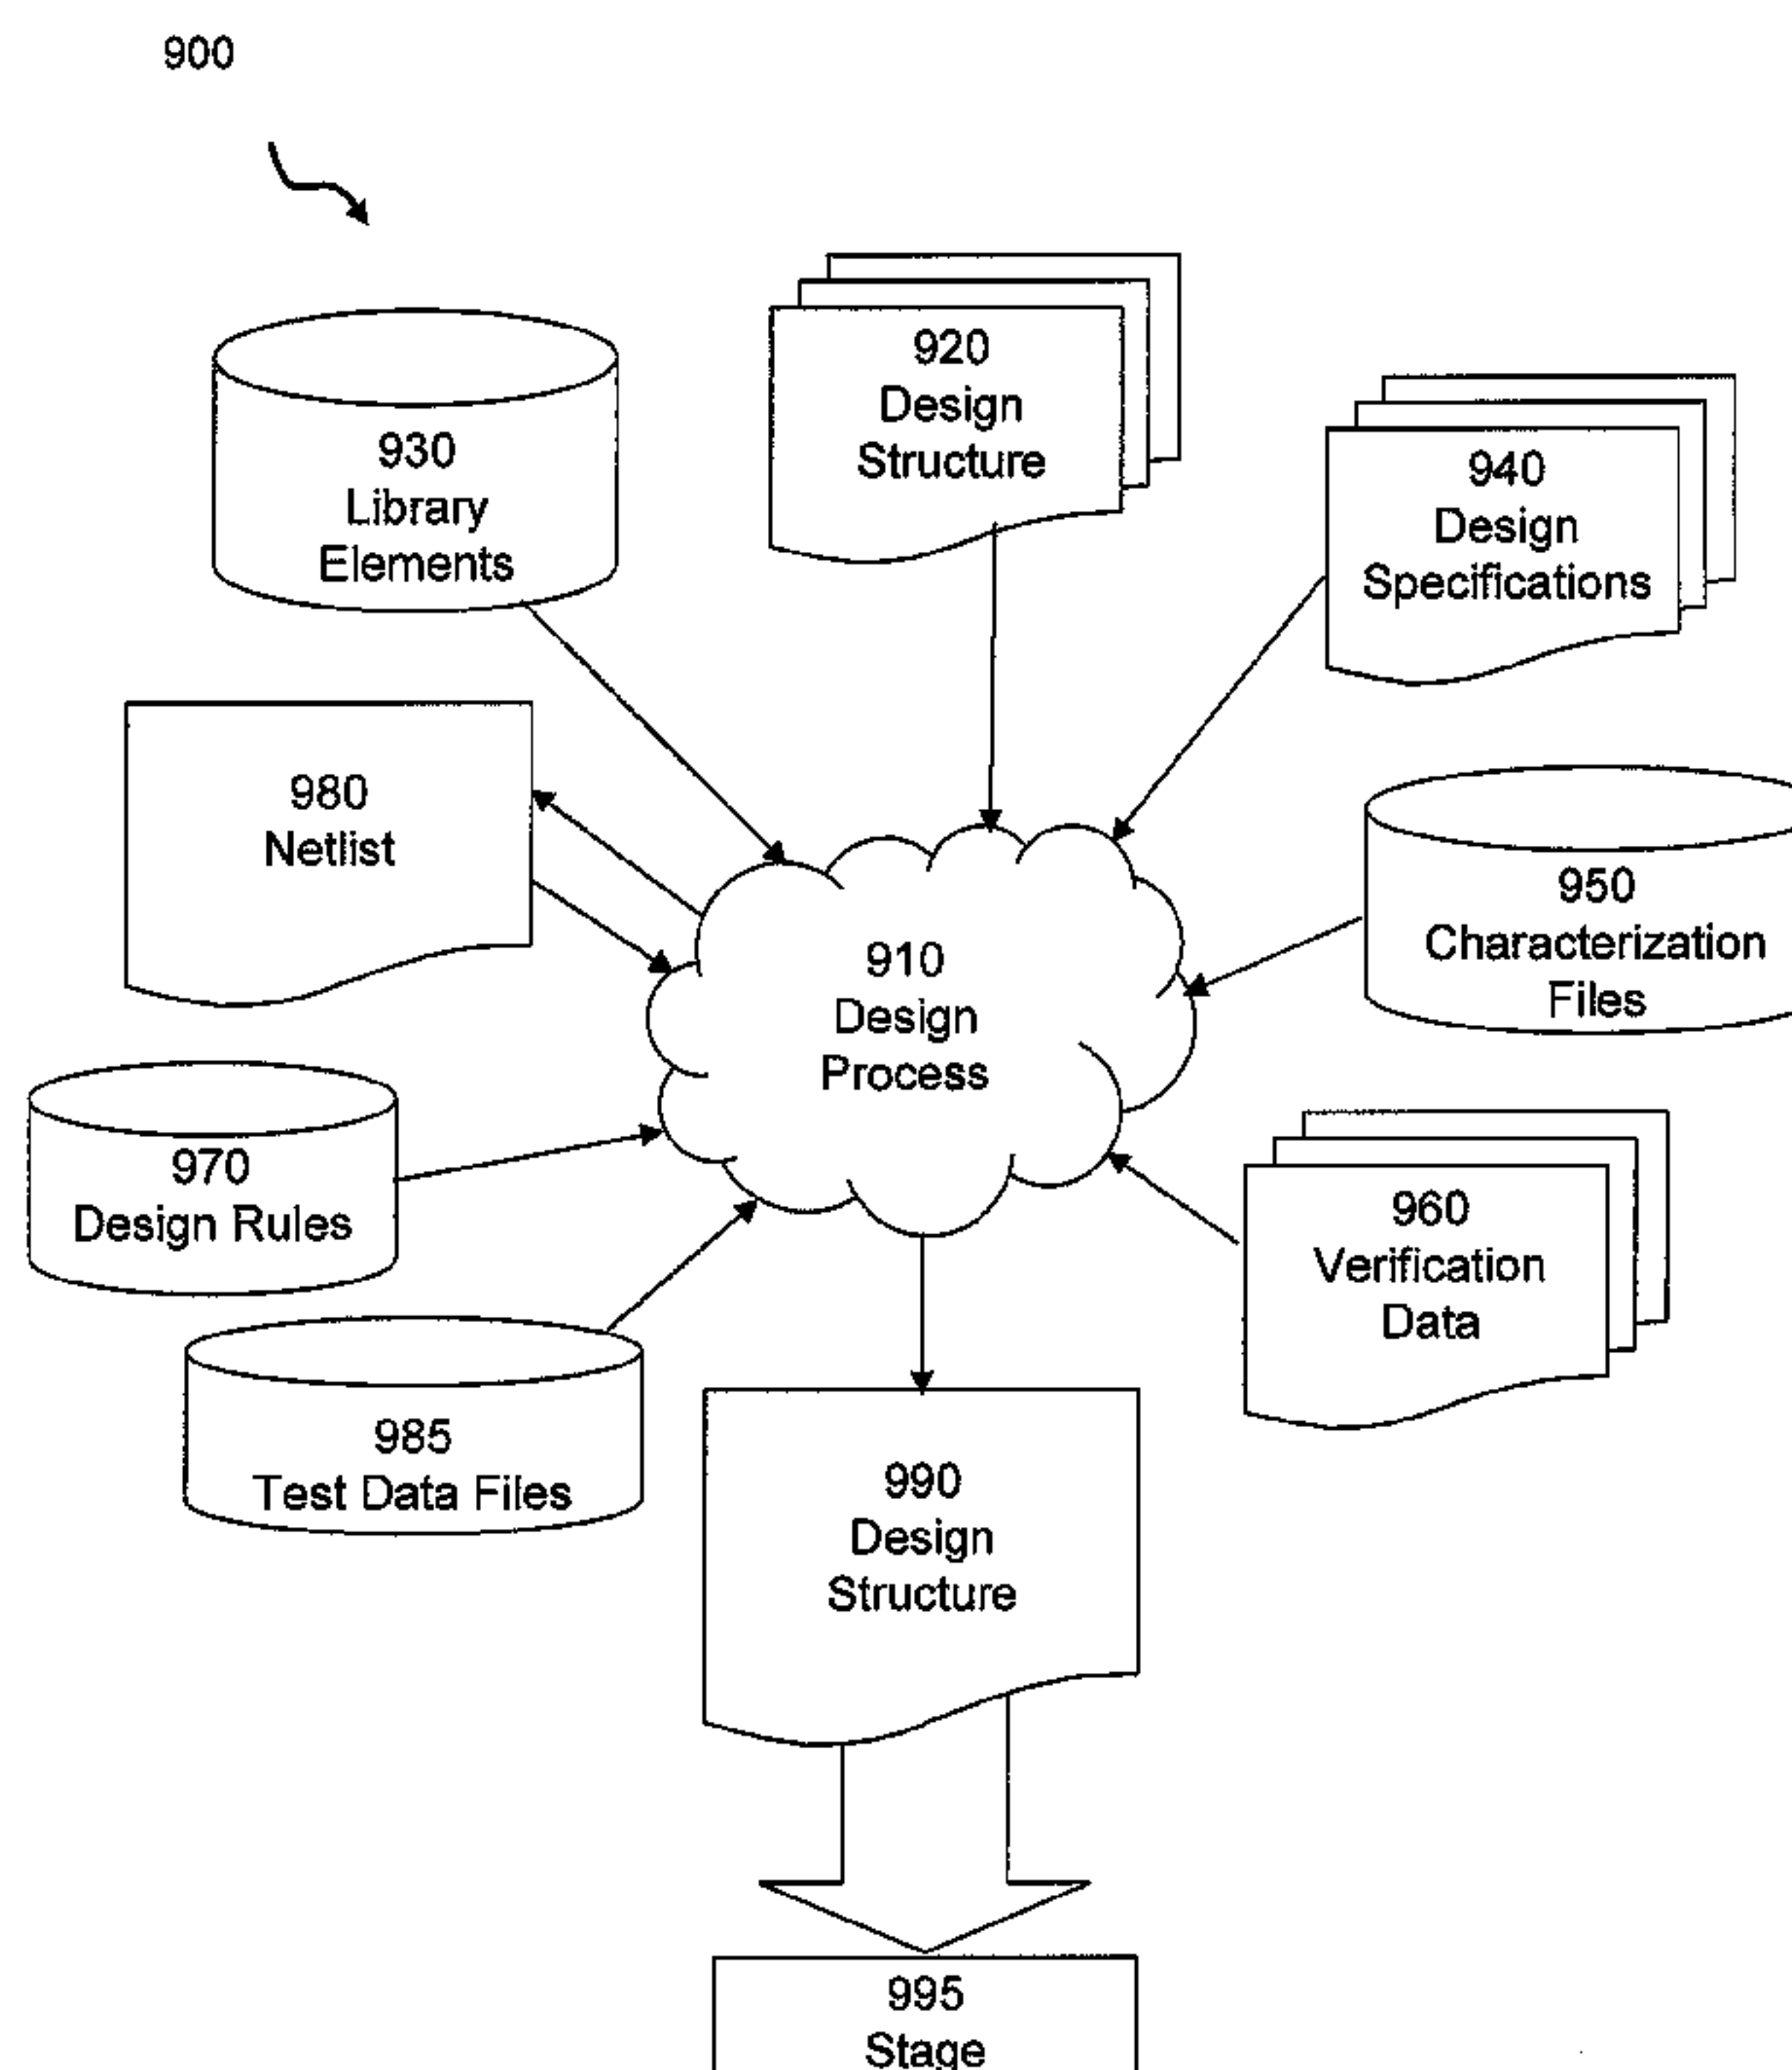 900
920
Design
Structure
930
Library
Elements
940
Design
Specifications
980
Netlist
950
Characterization
Files
910
Design
Process
970
Design Rules
960
Verification
Data
985
Test Data Files
990
Design
Structure
995
Stage